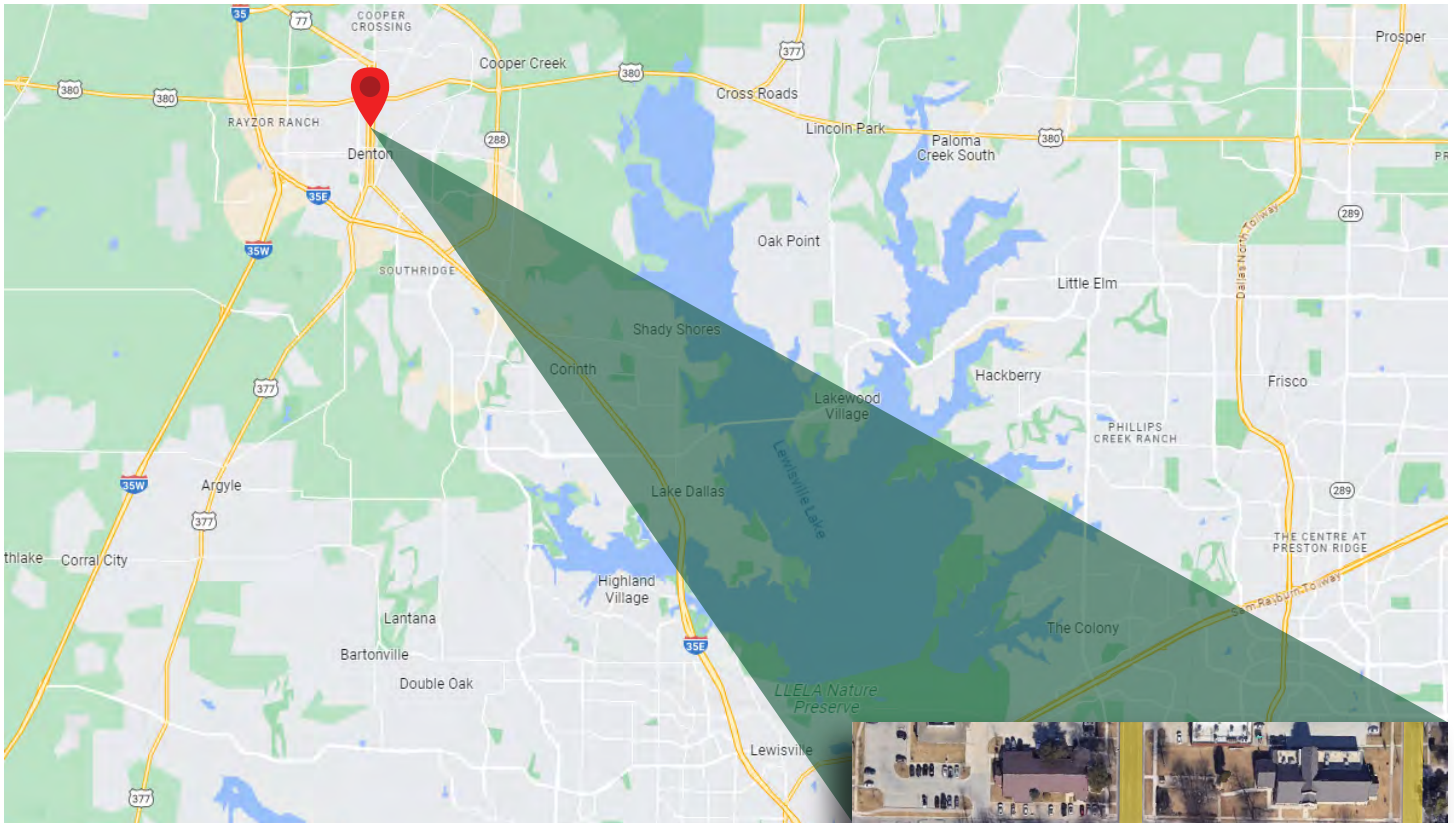 35
77
COOPER
CROSSING
377
Prosper
Cooper Creek
380
380
380
Cross Roads
RAYZOR RANCH
Lincoln Park
288
Paloma
Creek South
380
Denton
PR
35E
289
35W
Oak Point
Dallas North Tollway
SOUTHRIDGE
Little Elm
Shady Shores
Corinth
Hackberry
Frisco
377
Lakewood
Village
PHILLIPS
CREEK RANCH
Lewisville Lake
35W
Argyle
Lake Dallas
289
377
THE CENTRE AT
PRESTON RIDGE
thlake
Corral City
Highland
Village
Sam Rayburn Tollway
Lantana
The Colony
35E
Bartonville
Double Oak
LLELA Nature
Preserve
Lewisville
377